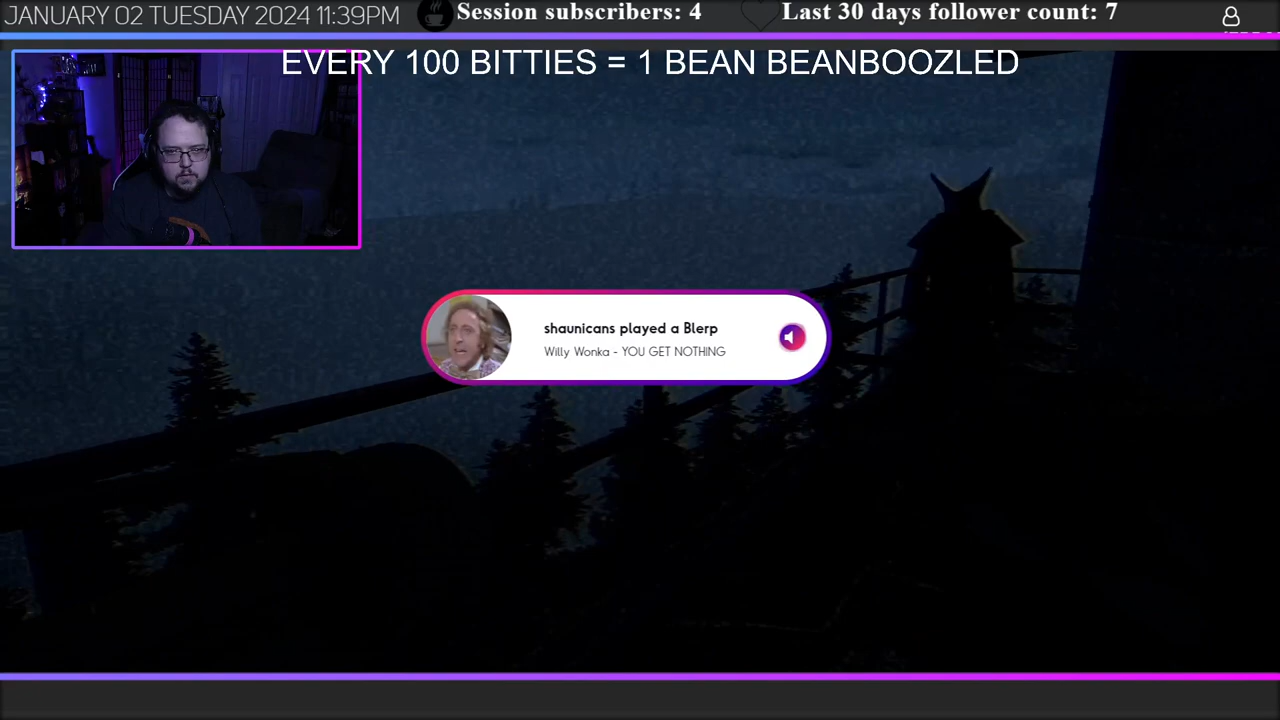 JANUARY 02 TUESDAY 2024 11:39PM
Session subscribers: 4
Last 30 days follower count: 7
EVERY 100 BITTIES = 1 BEAN BEANBOOZLED
shaunicans played a Blerp
Willy Wonka - YOU GET NOTHING